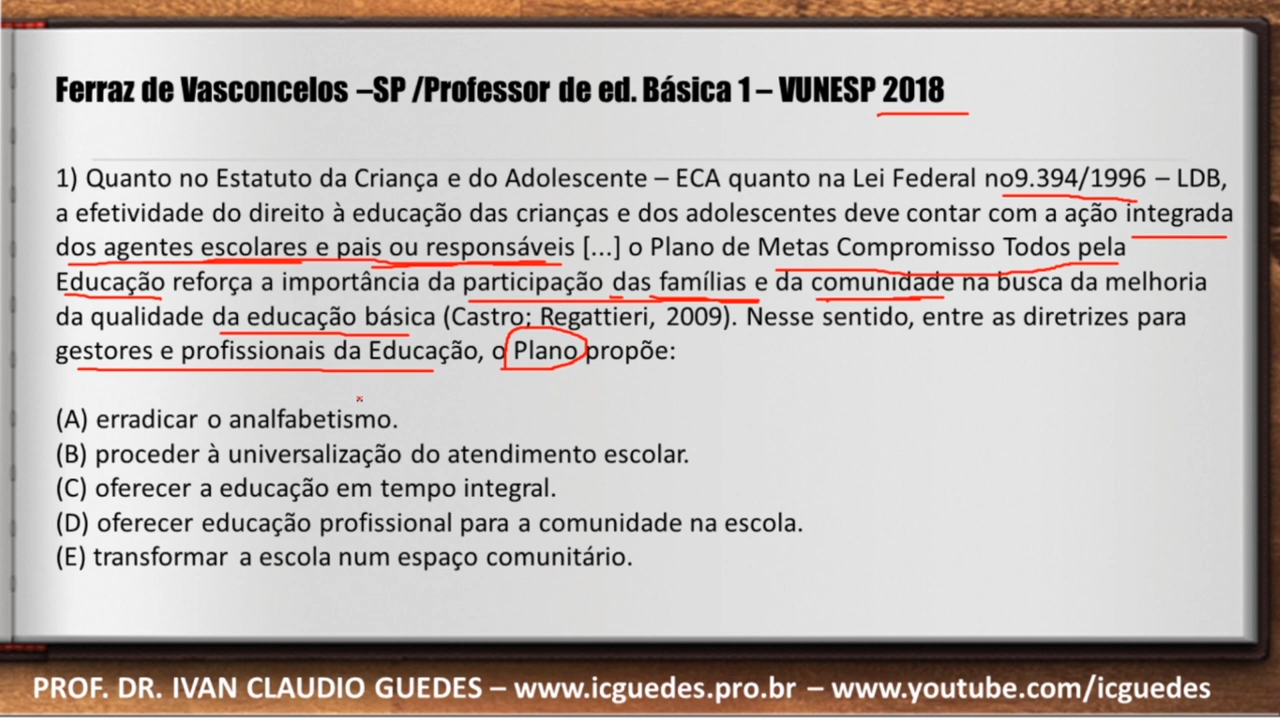 Ferraz de Vasconcelos –SP /Professor de ed. Básica 1 – VUNESP 2018
1) Quanto no Estatuto da Criança e do Adolescente – ECA quanto na Lei Federal no9.394/1996 – LDB,
a efetividade do direito à educação das crianças e dos adolescentes deve contar com a ação integrada
dos agentes escolares e pais ou responsáveis [...] o Plano de Metas Compromisso Todos pela
Educação reforça a importância da participação das famílias e da comunidade na busca da melhoria
da qualidade da educação básica (Castro; Regattieri, 2009). Nesse sentido, entre as diretrizes para
gestores e profissionais da Educação, o Plano propõe:
(A) erradicar o analfabetismo.
(B) proceder à universalização do atendimento escolar.
(C) oferecer a educação em tempo integral.
(D) oferecer educação profissional para a comunidade na escola.
(E) transformar a escola num espaço comunitário.
PROF. DR. IVAN CLAUDIO GUEDES – www.icguedes.pro.br – www.youtube.com/icguedes